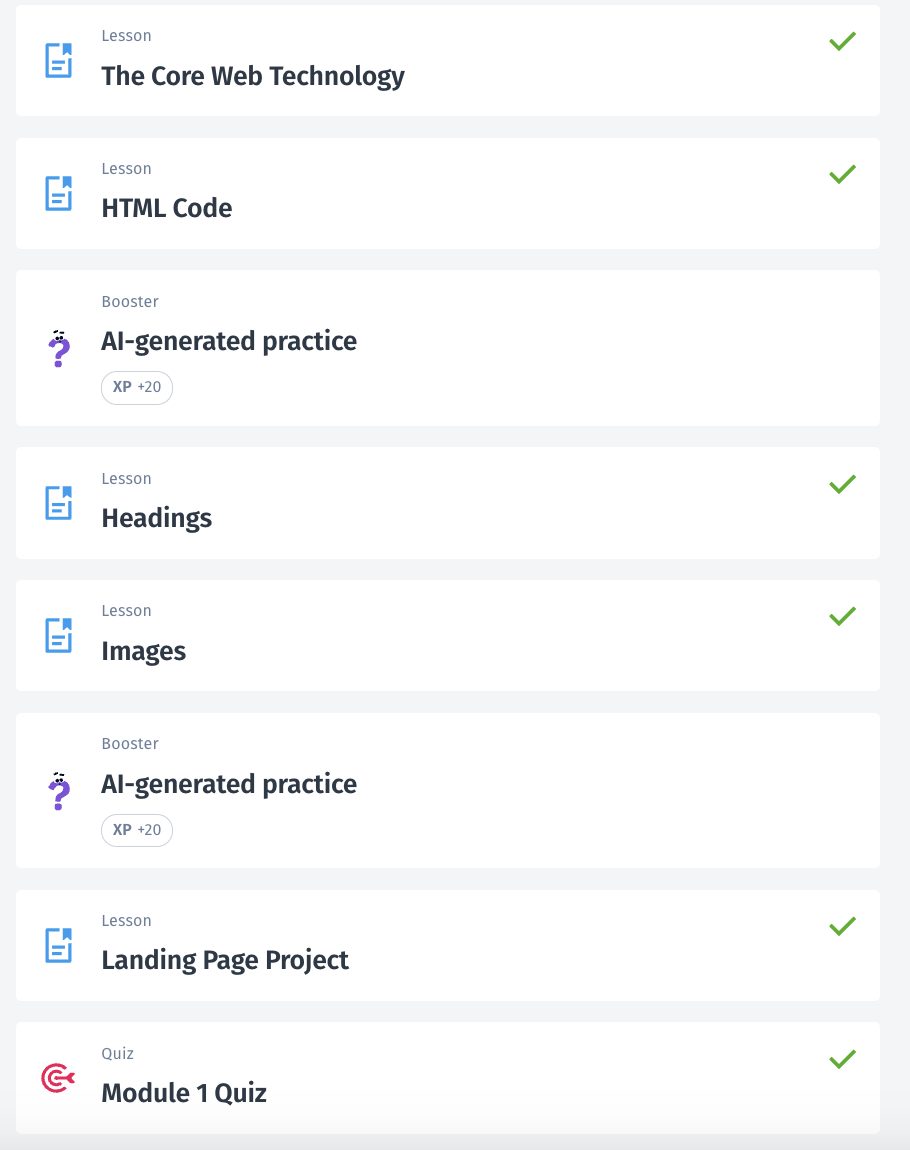 Lesson
The Core Web Technology
Lesson
HTML Code
Booster
AI-generated practice
XP +20
Lesson
Headings
Lesson
Images
Booster
AI-generated practice
XP +20
Lesson
Landing Page Project
Quiz
Module 1 Quiz